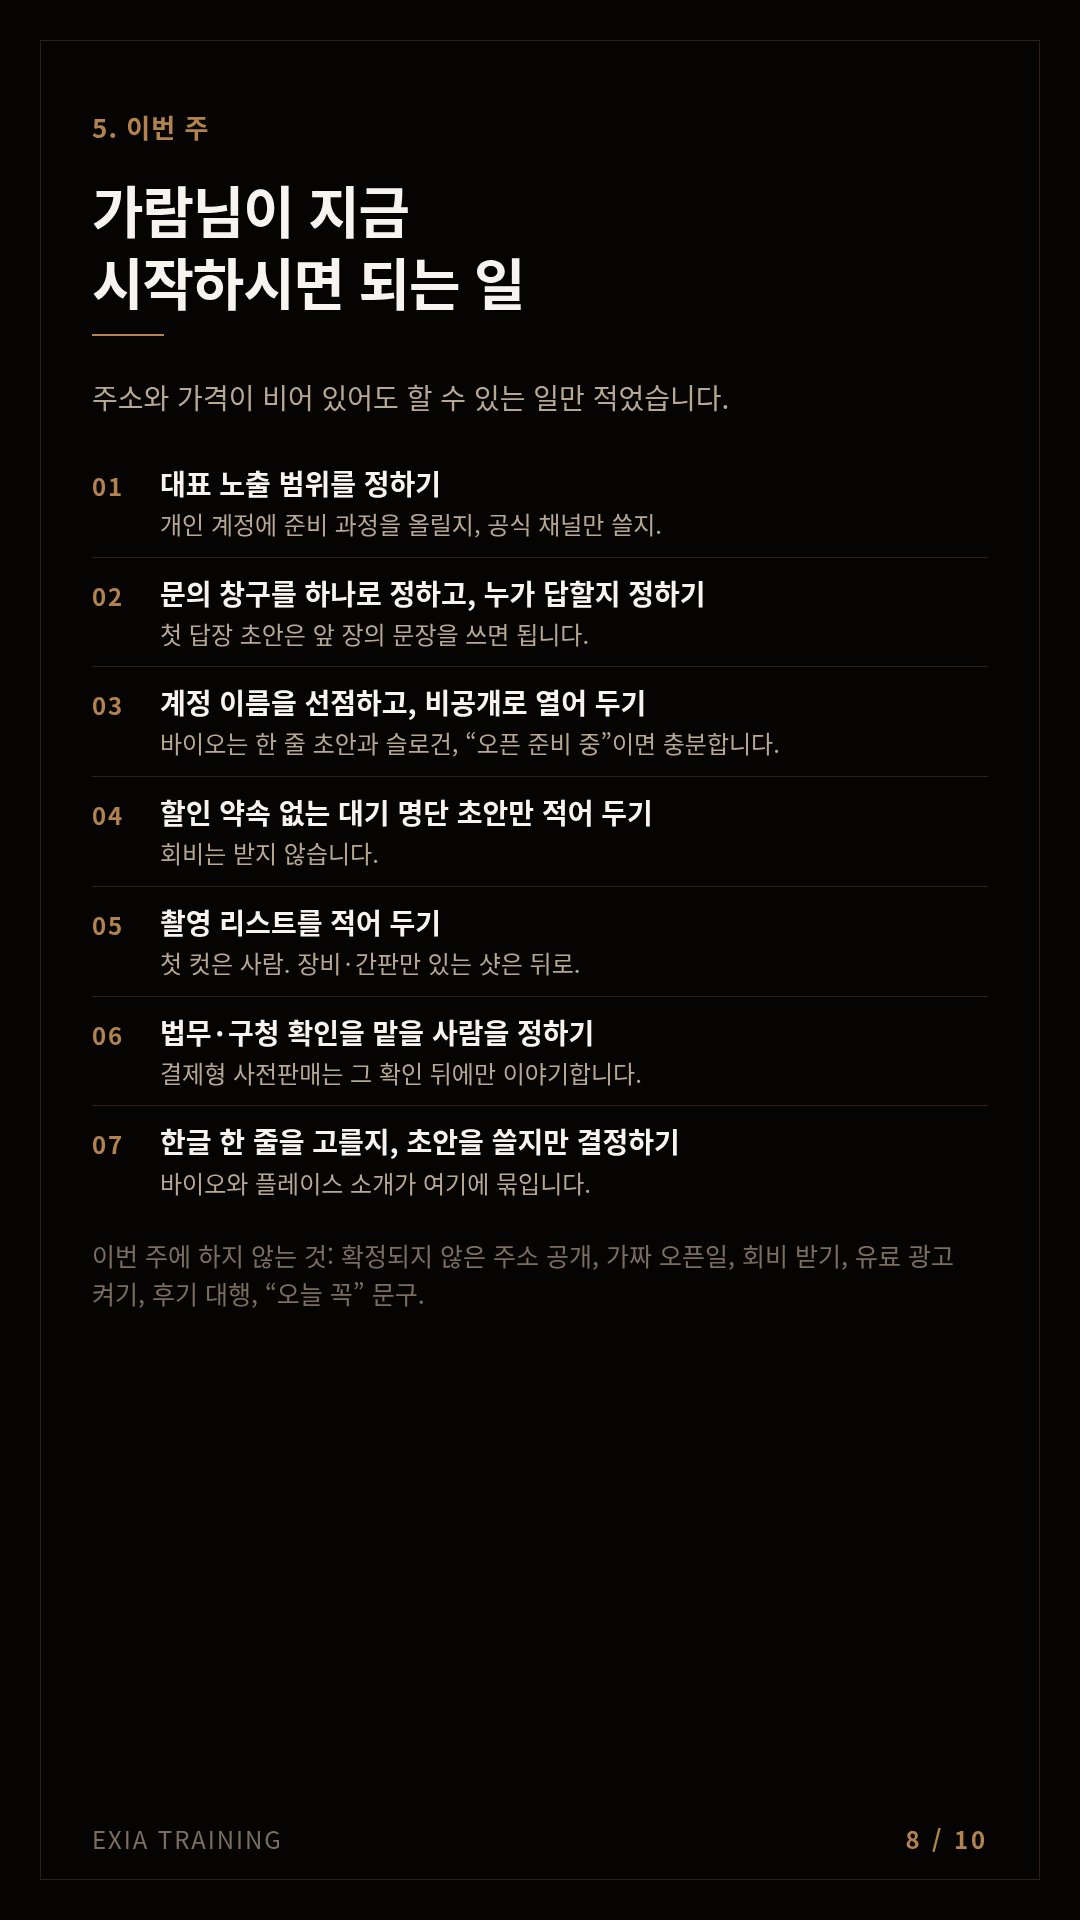 5. 이번 주
가람님이 지금
시작하시면 되는 일
주소와 가격이 비어 있어도 할 수 있는 일만 적었습니다.
01 대표 노출 범위를 정하기
개인 계정에 준비 과정을 올릴지, 공식 채널만 쓸지.
02 문의 창구를 하나로 정하고, 누가 답할지 정하기
첫 답장 초안은 앞 장의 문장을 쓰면 됩니다.
03 계정 이름을 선점하고, 비공개로 열어 두기
바이오는 한 줄 초안과 슬로건, “오픈 준비 중”이면 충분합니다.
04 할인 약속 없는 대기 명단 초안만 적어 두기
회비는 받지 않습니다.
05 촬영 리스트를 적어 두기
첫 컷은 사람. 장비·간판만 있는 샷은 뒤로.
06 법무·구청 확인을 맡을 사람을 정하기
결제형 사전판매는 그 확인 뒤에만 이야기합니다.
07 한글 한 줄을 고를지, 초안을 쓸지만 결정하기
바이오와 플레이스 소개가 여기에 묶입니다.
이번 주에 하지 않는 것: 확정되지 않은 주소 공개, 가짜 오픈일, 회비 받기, 유료 광고
켜기, 후기 대행, “오늘 꼭” 문구.
EXIA TRAINING
8 / 10